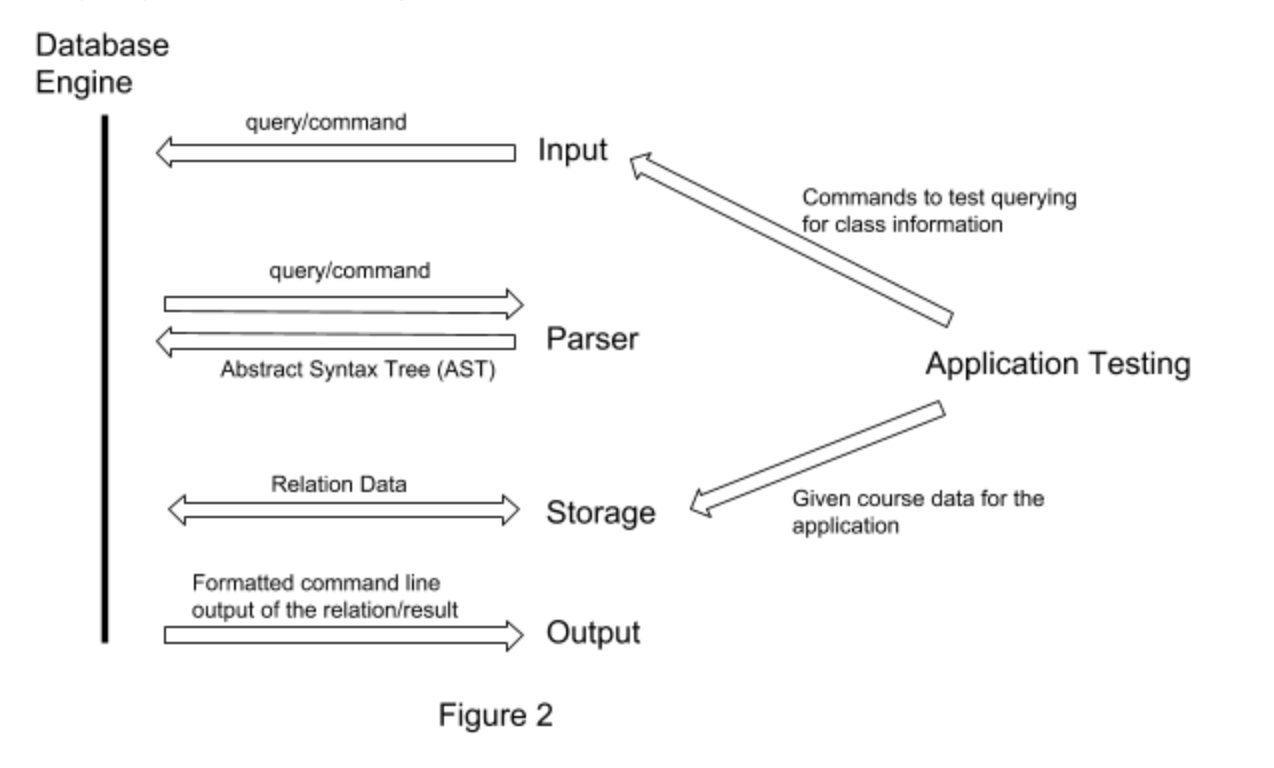 Database
Engine
query/command
Input
Commands to test querying
for class information
query/command
Parser
Abstract Syntax Tree (AST)
Application Testing
Relation Data
Storage
Given course data for the
application
Formatted command line
output of the relation/result
Output
Figure 2